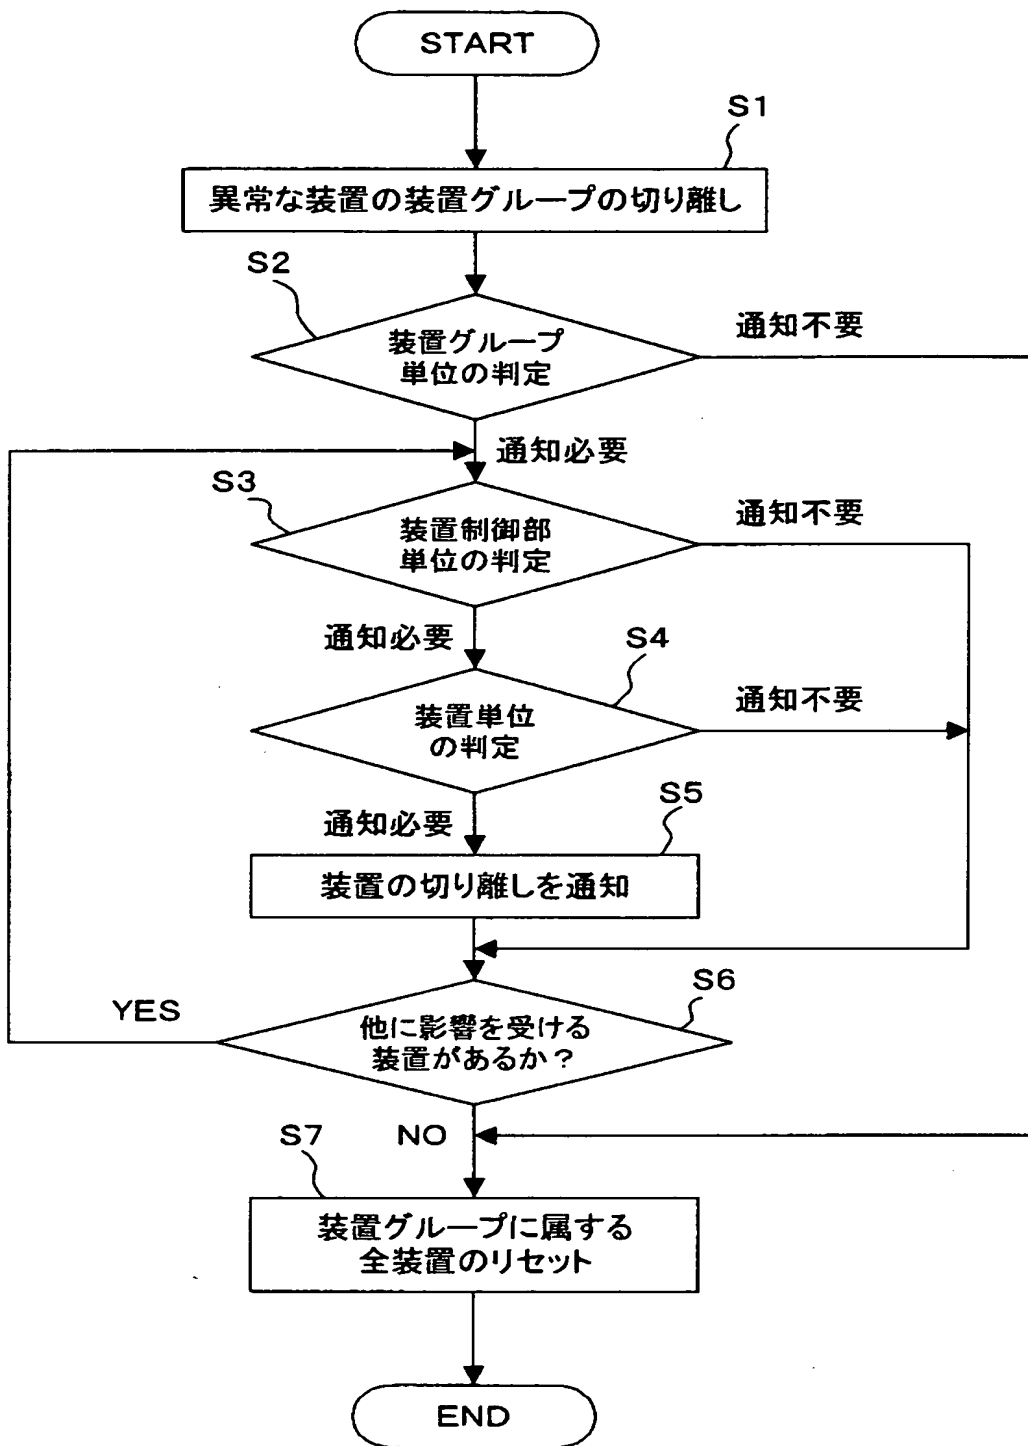 START
S1
異常な装置の装置グループの切り離し
S2
装置グループ
単位の判定
通知不要
通知必要
S3
装置制御部
単位の判定
通知不要
通知必要
S4
装置単位
の判定
通知不要
通知必要
S5
装置の切り離しを通知
S6
YES
他に影響を受ける
装置があるか？
NO
S7
装置グループに属する
全装置のリセット
END